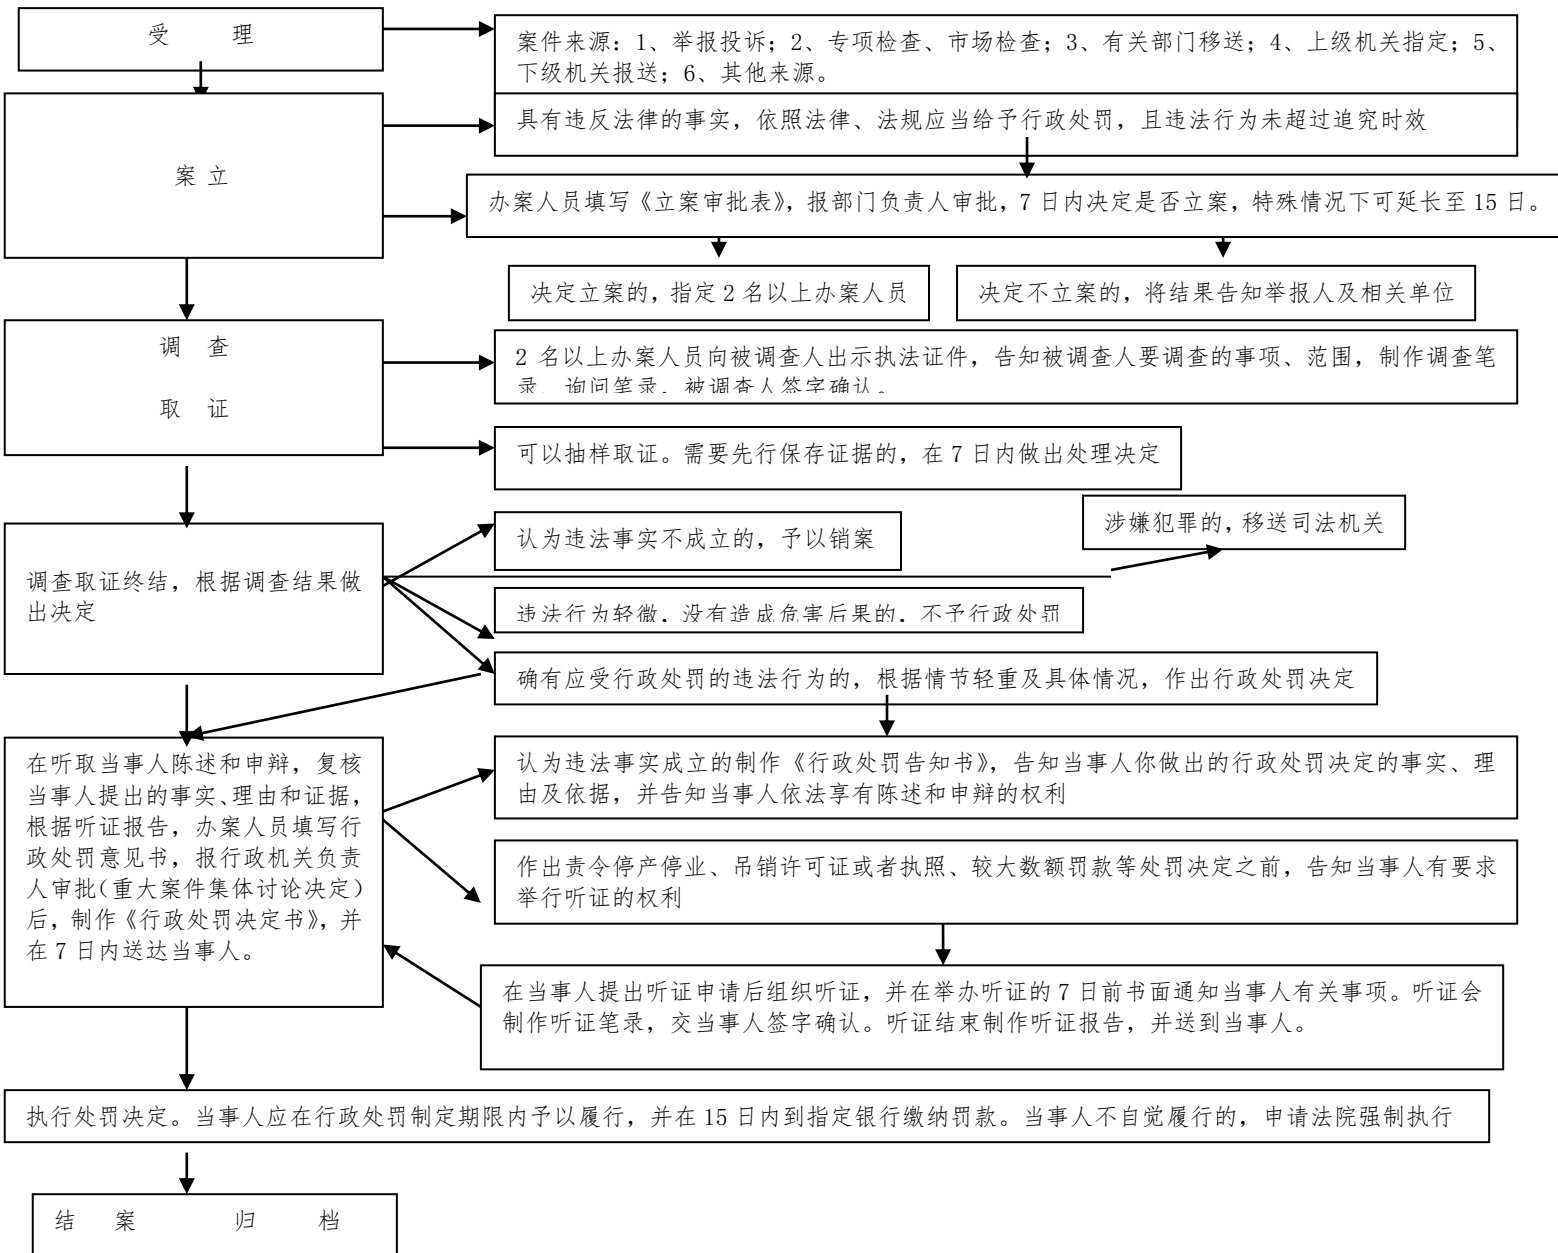 受 理
案件来源：1、举报投诉；2、专项检查、市场检查；3、有关部门移送；4、上级机关指定；5、
下级机关报送；6、其他来源。
具有违反法律的事实，依照法律、法规应当给予行政处罚，且违法行为未超过追究时效
案 立
办案人员填写《立案审批表》，报部门负责人审批，7 日内决定是否立案，特殊情况下可延长至 15 日。
决定立案的，指定 2 名以上办案人员
决定不立案的，将结果告知举报人及相关单位
调 查
取 证
2 名以上办案人员向被调查人出示执法证件，告知被调查人要调查的事项、范围，制作调查笔
录、询问笔录，被调查人签字确认。
可以抽样取证。需要先行保存证据的，在 7 日内做出处理决定
涉嫌犯罪的，移送司法机关
认为违法事实不成立的，予以销案
调查取证终结，根据调查结果做
出决定
违法行为轻微，没有造成危害后果的，不予行政处罚
确有应受行政处罚的违法行为的，根据情节轻重及具体情况，作出行政处罚决定
在听取当事人陈述和申辩，复核
当事人提出的事实、理由和证据，
根据听证报告，办案人员填写行
政处罚意见书，报行政机关负责
人审批（重大案件集体讨论决定）
后，制作《行政处罚决定书》，并
在 7 日内送达当事人。
认为违法事实成立的制作《行政处罚告知书》，告知当事人你做出的行政处罚决定的事实、理
由及依据，并告知当事人依法享有陈述和申辩的权利
作出责令停产停业、吊销许可证或者执照、较大数额罚款等处罚决定之前，告知当事人有要求
举行听证的权利
在当事人提出听证申请后组织听证，并在举办听证的 7 日前书面通知当事人有关事项。听证会
制作听证笔录，交当事人签字确认。听证结束制作听证报告，并送到当事人。
执行处罚决定。当事人应在行政处罚制定期限内予以履行，并在 15 日内到指定银行缴纳罚款。当事人不自觉履行的，申请法院强制执行
结 案 归 档